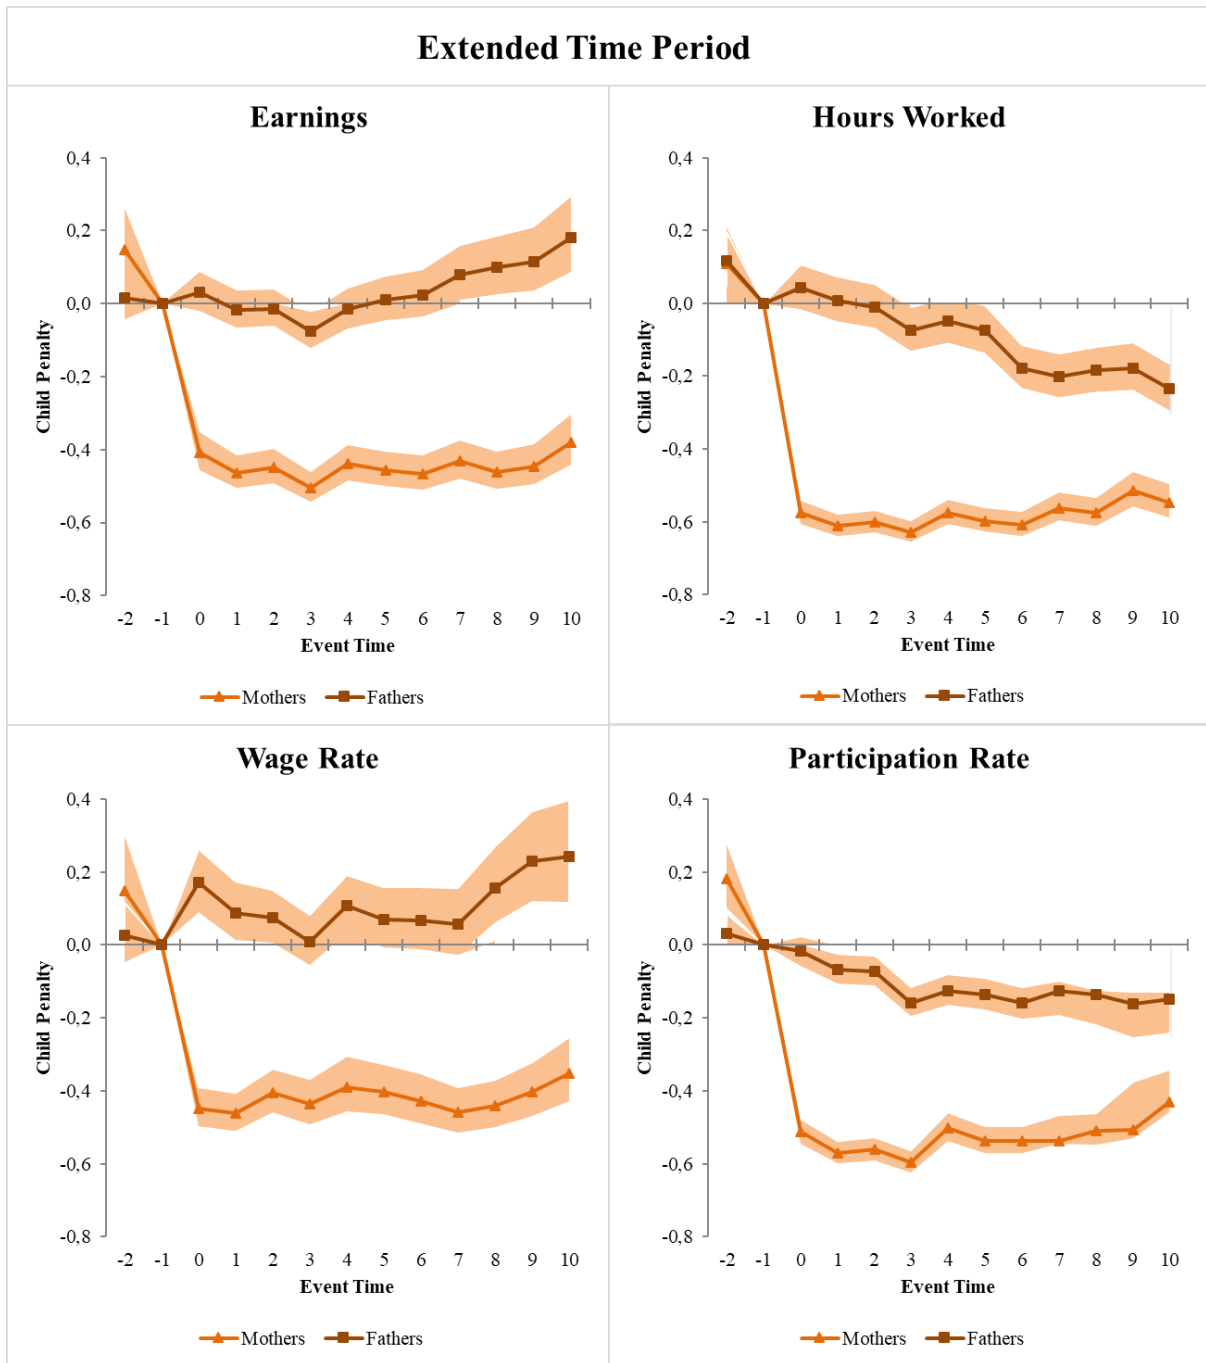 Extended Time Period
Earnings
0,4
0,2
0,0
-0,2
-0,4
-0,6
-0,8
Child Penalty
-2 -1 0 1 2 3 4 5 6 7 8 9 10
Event Time
Mothers Fathers
Hours Worked
0,4
0,2
0,0
-0,2
-0,4
-0,6
-0,8
Child Penalty
-2 -1 0 1 2 3 4 5 6 7 8 9 10
Event Time
Mothers Fathers
Wage Rate
0,4
0,2
0,0
-0,2
-0,4
-0,6
-0,8
Child Penalty
-2 -1 0 1 2 3 4 5 6 7 8 9 10
Event Time
Mothers Fathers
Participation Rate
0,4
0,2
0,0
-0,2
-0,4
-0,6
-0,8
Child Penalty
-2 -1 0 1 2 3 4 5 6 7 8 9 10
Event Time
Mothers Fathers